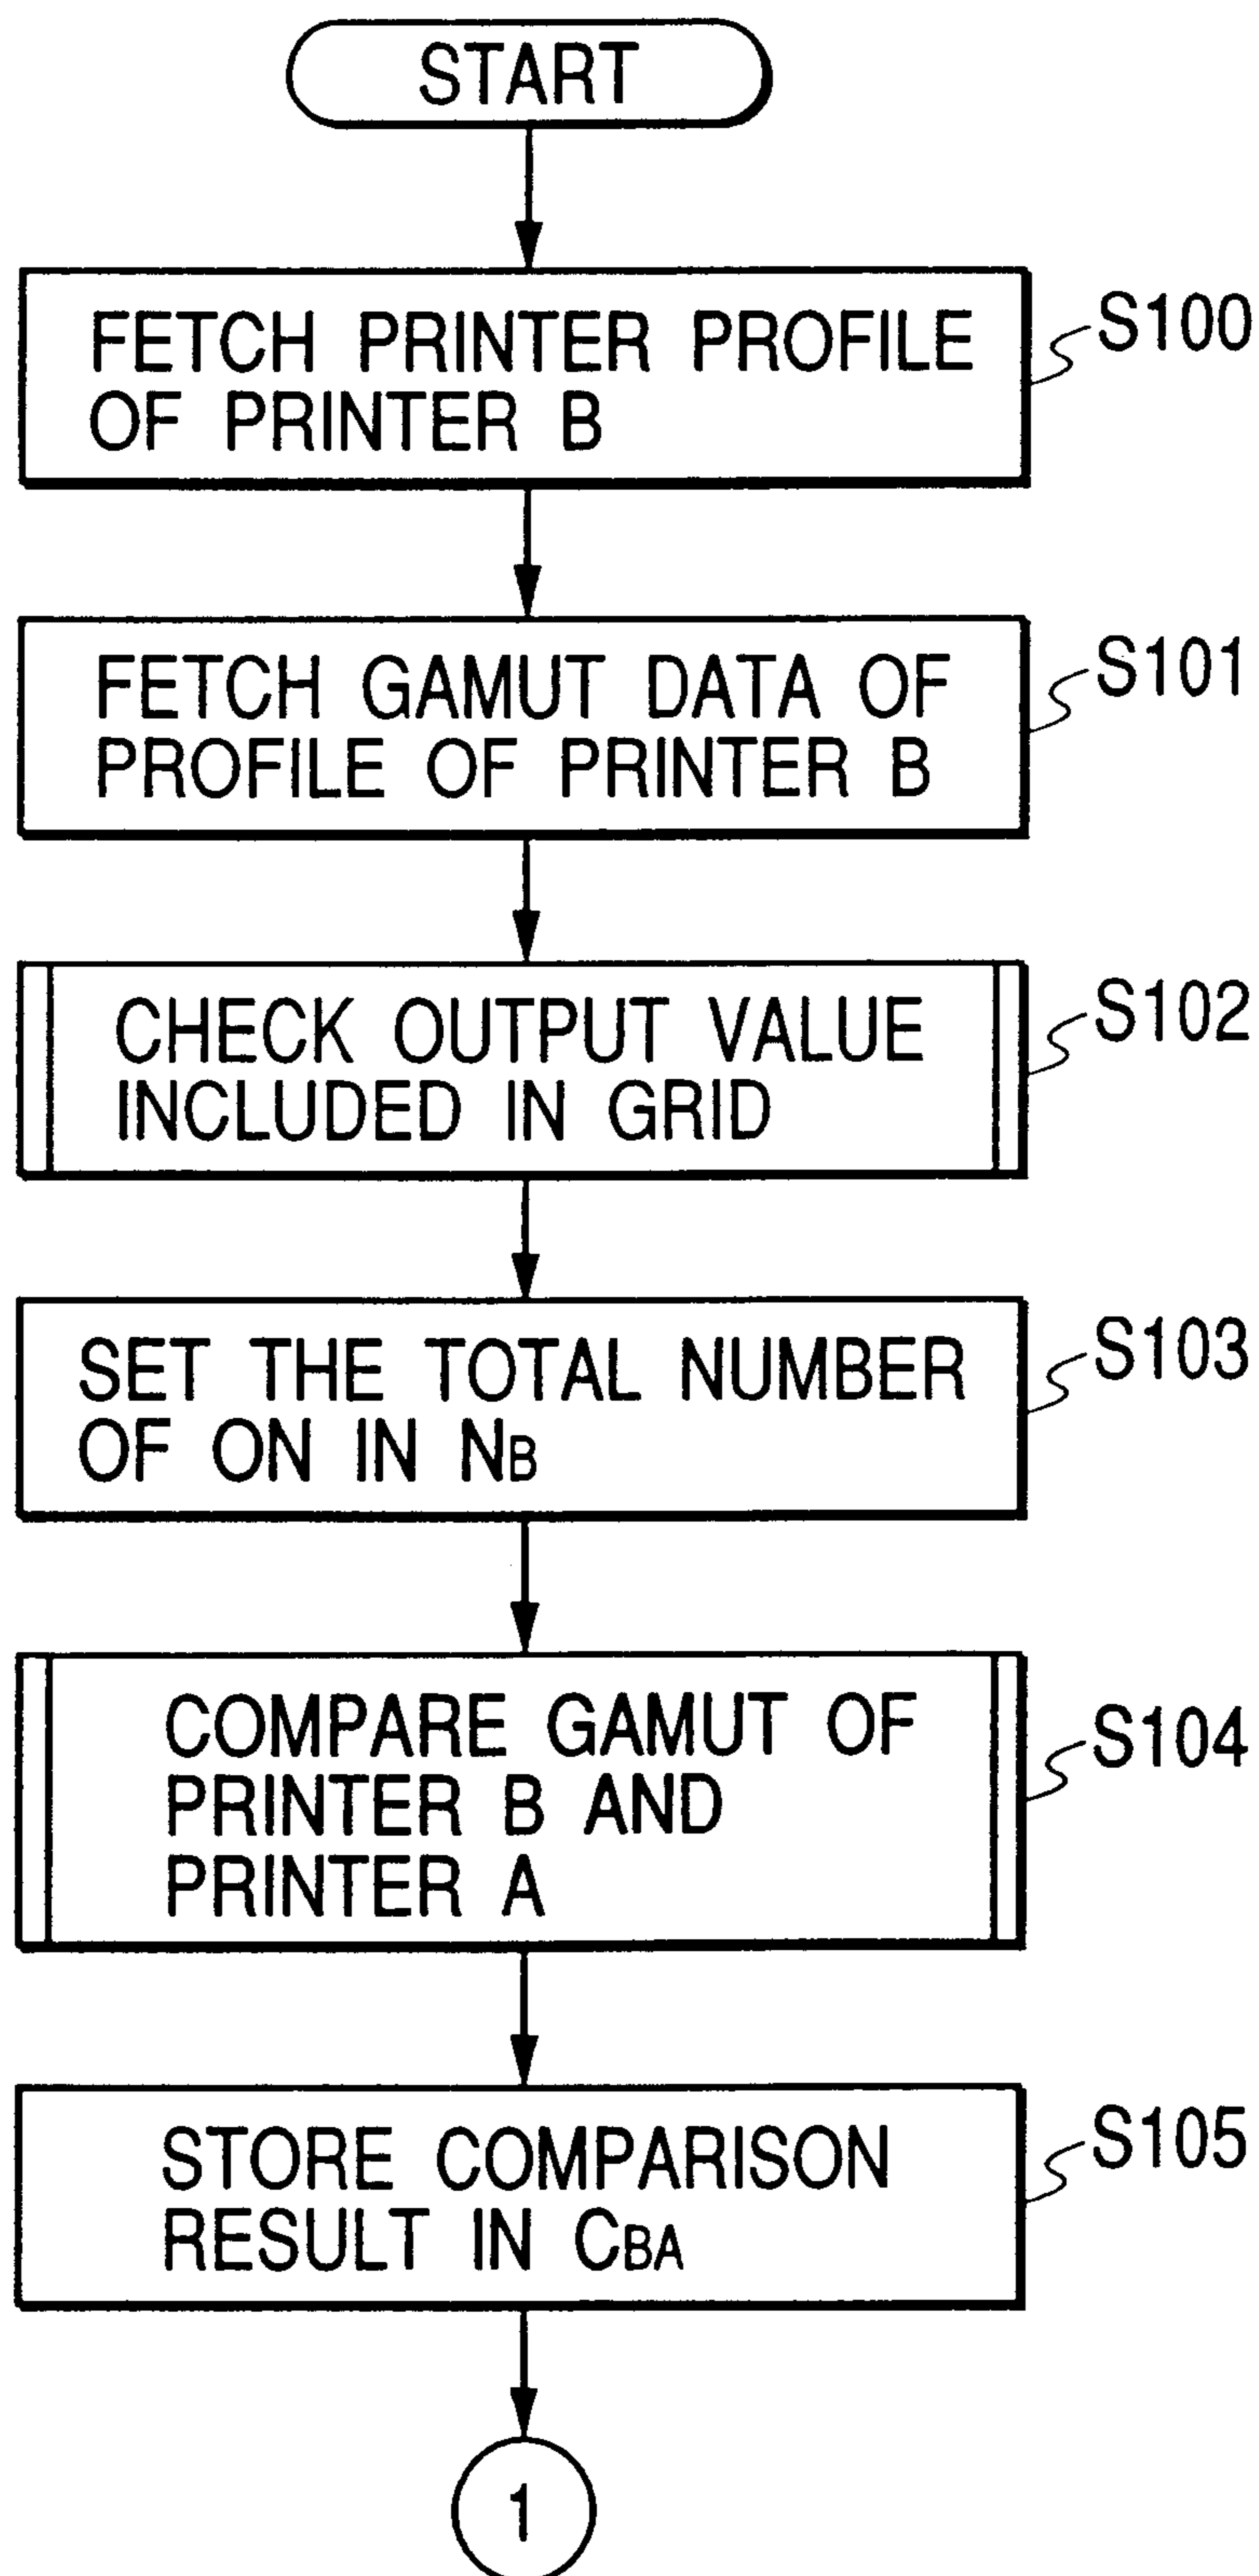 START
FETCH PRINTER PROFILE
OF PRINTER B
S100
FETCH GAMUT DATA OF
PROFILE OF PRINTER B
S101
CHECK OUTPUT VALUE
INCLUDED IN GRID
S102
SET THE TOTAL NUMBER
OF ON IN NB
S103
COMPARE GAMUT OF
PRINTER B AND
PRINTER A
S104
STORE COMPARISON
RESULT IN CBA
S105
1